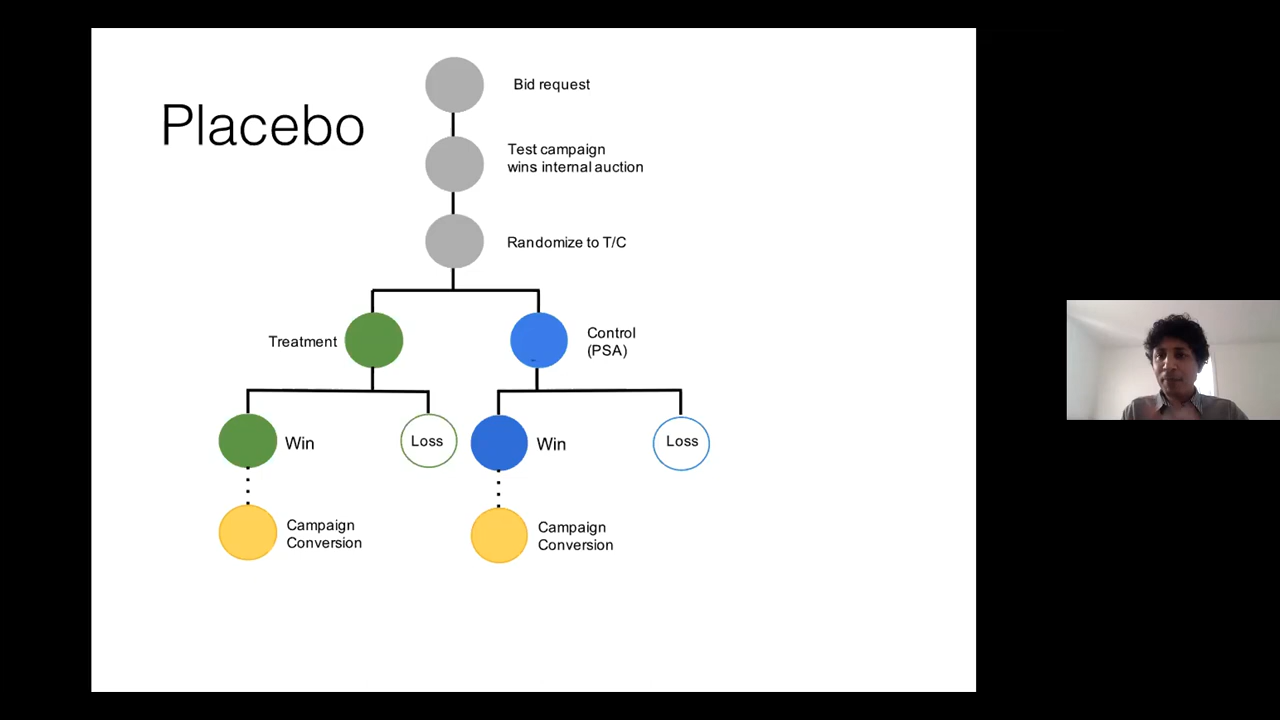 Placebo
Bid request
Test campaign
wins internal auction
Randomize to T/C
Treatment
Control
(PSA)
Win
Loss
Win
Loss
Campaign
Conversion
Campaign
Conversion